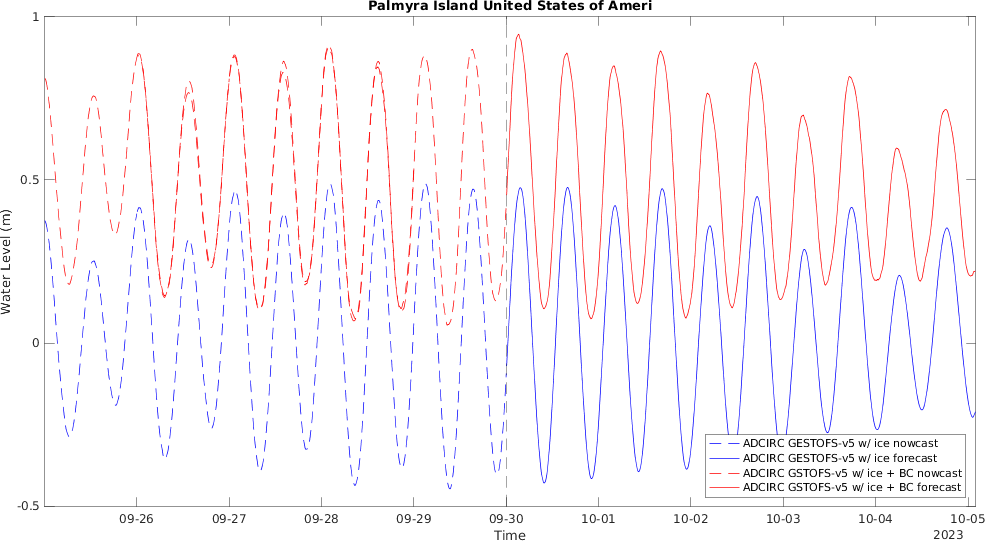 Palmyra Island United States of Ameri
1
0.5
0
-0.5
Water Level (m)
09-26 09-27 09-28 09-29 09-30 10-01 10-02 10-03 10-04 10-05
2023
Time
ADCIRC GESTOFS-v5 w/ ice nowcast
ADCIRC GESTOFS-v5 w/ ice forecast
ADCIRC GSTOFS-v5 w/ ice + BC nowcast
ADCIRC GSTOFS-v5 w/ ice + BC forecast